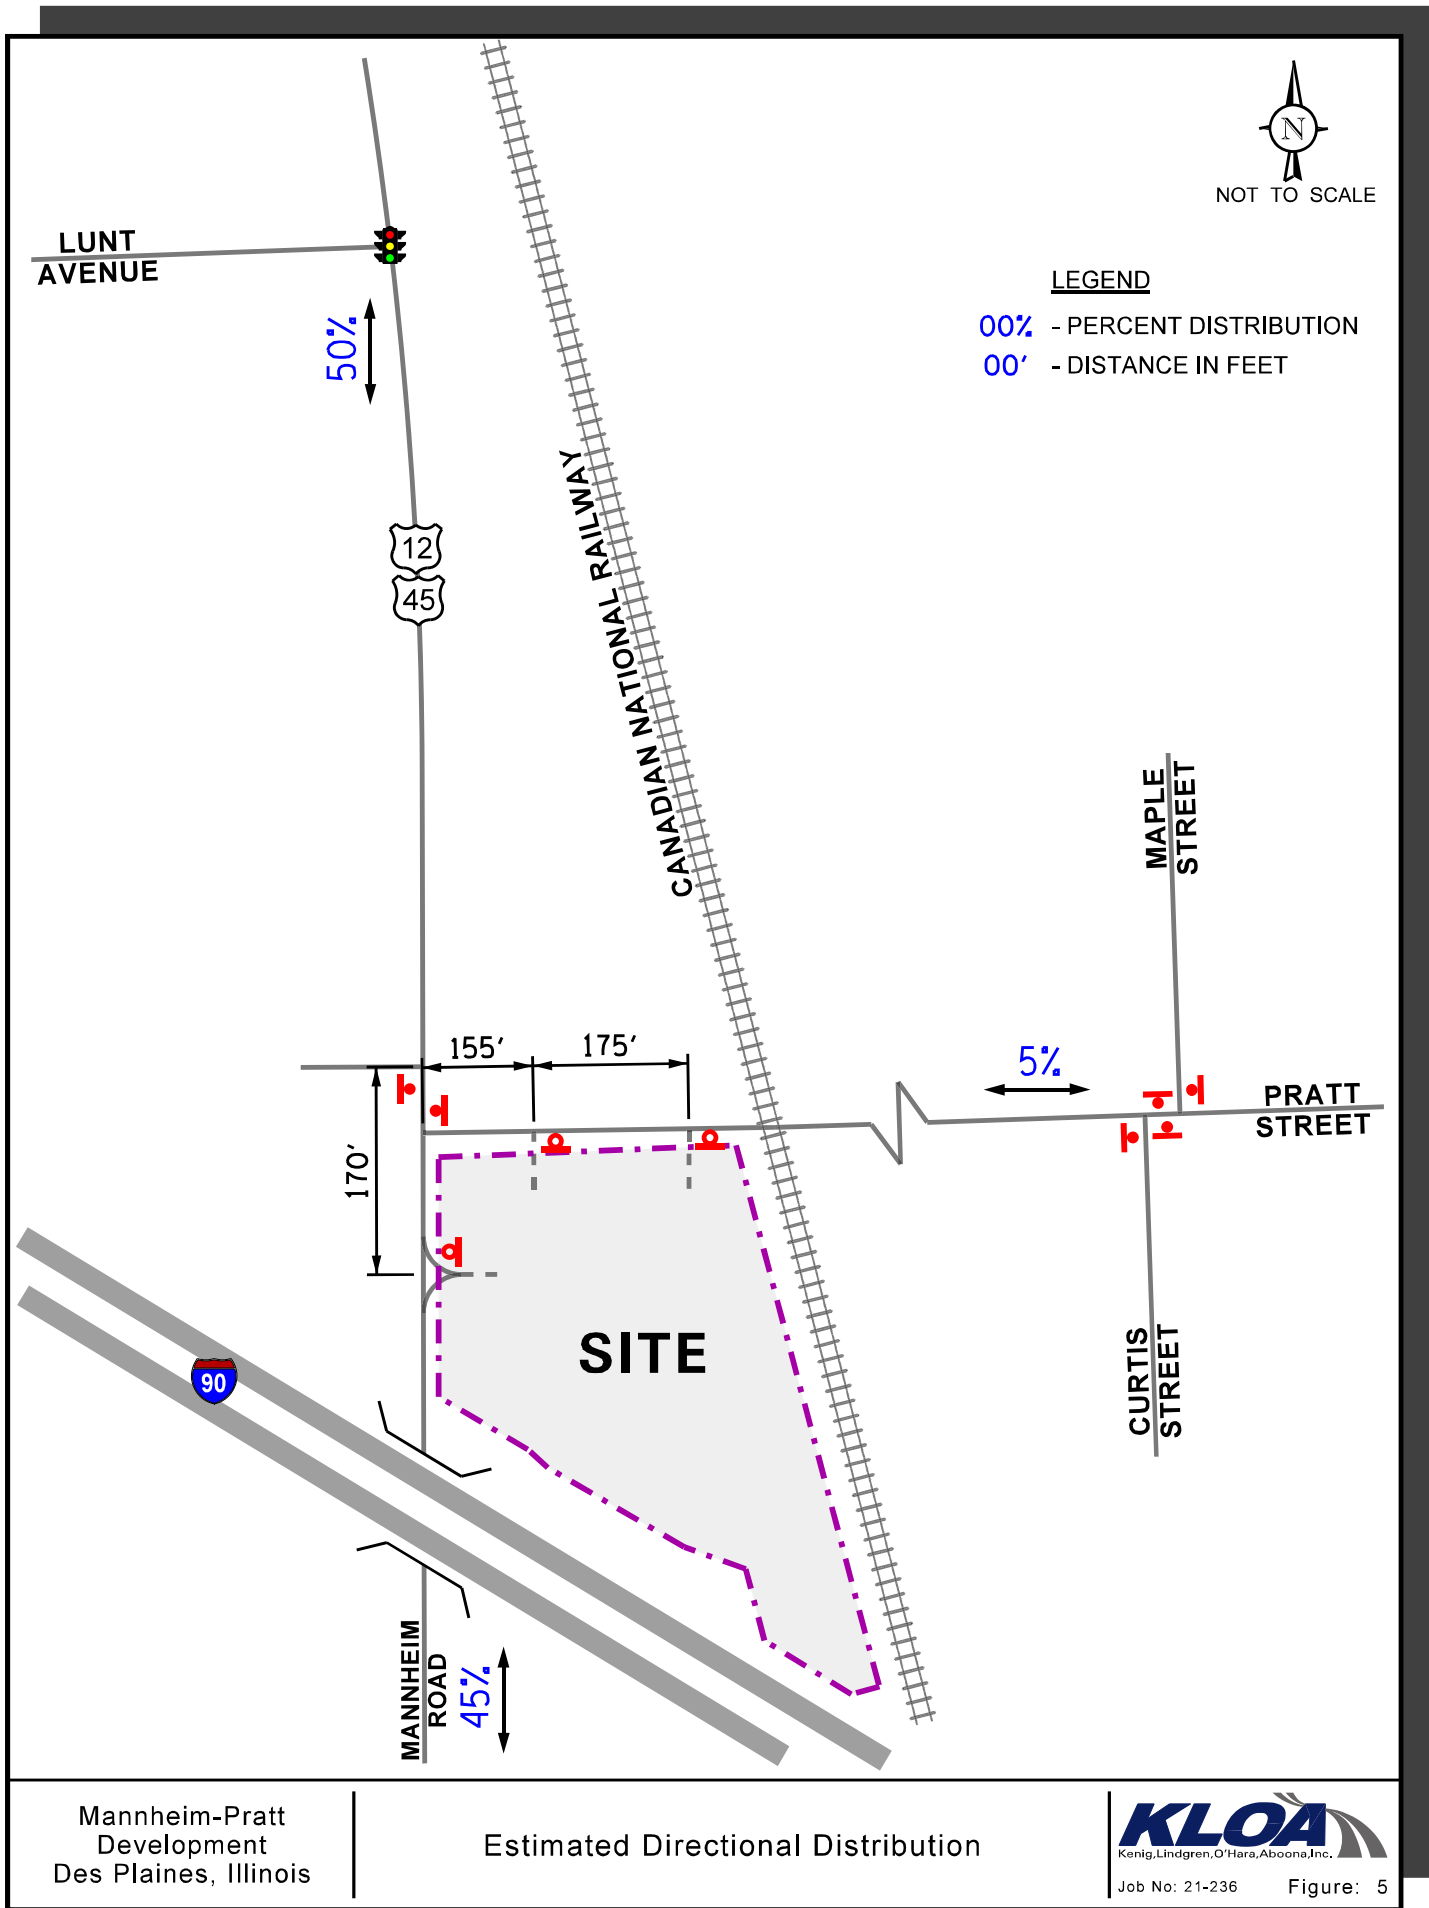 N
NOT TO SCALE
LUNT
AVENUE
LEGEND
00% - PERCENT DISTRIBUTION
00' - DISTANCE IN FEET
50%
12
45
CANADIAN NATIONAL RAILWAY
MAPLE
STREET
155'
175'
5%
PRATT
STREET
170'
SITE
CURTIS
STREET
90
MANNHEIM
ROAD
45%
Mannheim-Pratt
Development
Des Plaines, Illinois
Estimated Directional Distribution
KLOA
Kenig,Lindgren,O'Hara,Aboona,Inc.
Job No: 21-236
Figure: 5